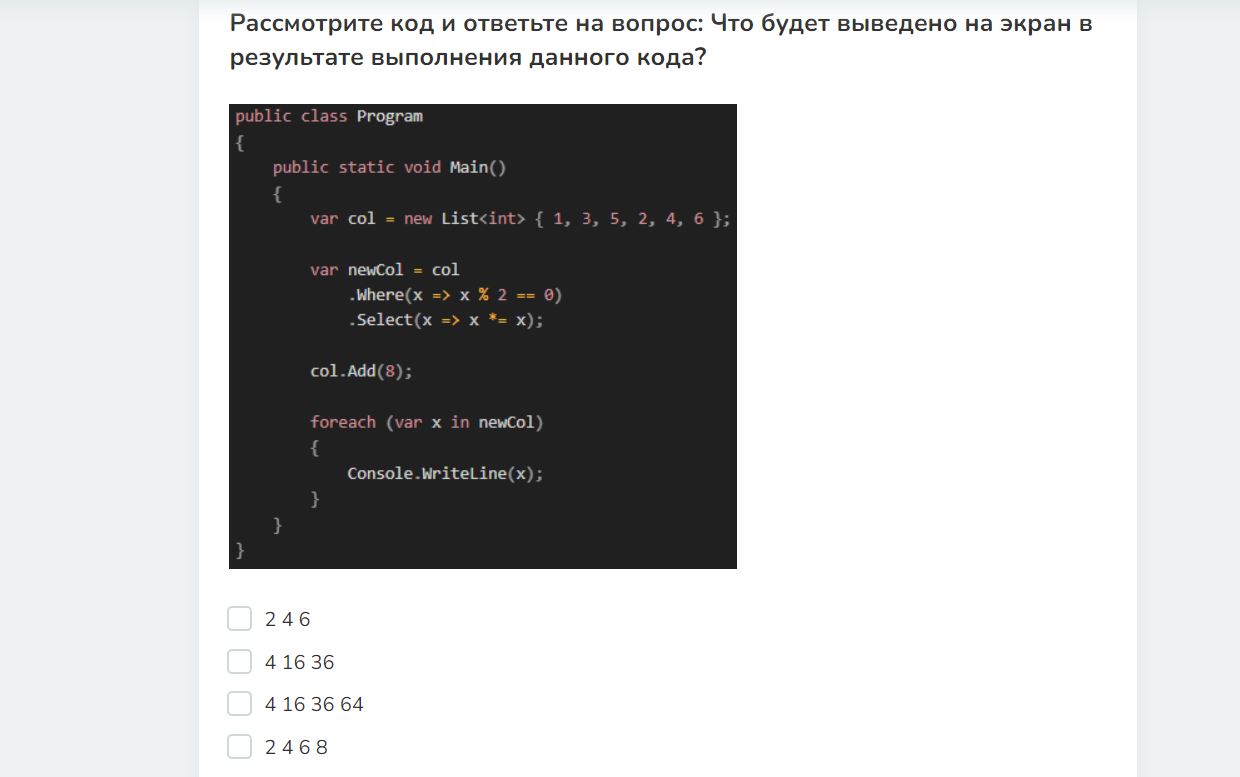 Рассмотрите код и ответьте на вопрос: Что будет выведено на экран в
результате выполнения данного кода?
public class Program
{
    public static void Main()
    {
        var col = new List<int> { 1, 3, 5, 2, 4, 6 };
        var newCol = col
            .Where(x => x % 2 == 0)
            .Select(x => x *= x);
        col.Add(8);
        foreach (var x in newCol)
        {
            Console.WriteLine(x);
        }
    }
}
2 4 6
4 16 36
4 16 36 64
2 4 6 8